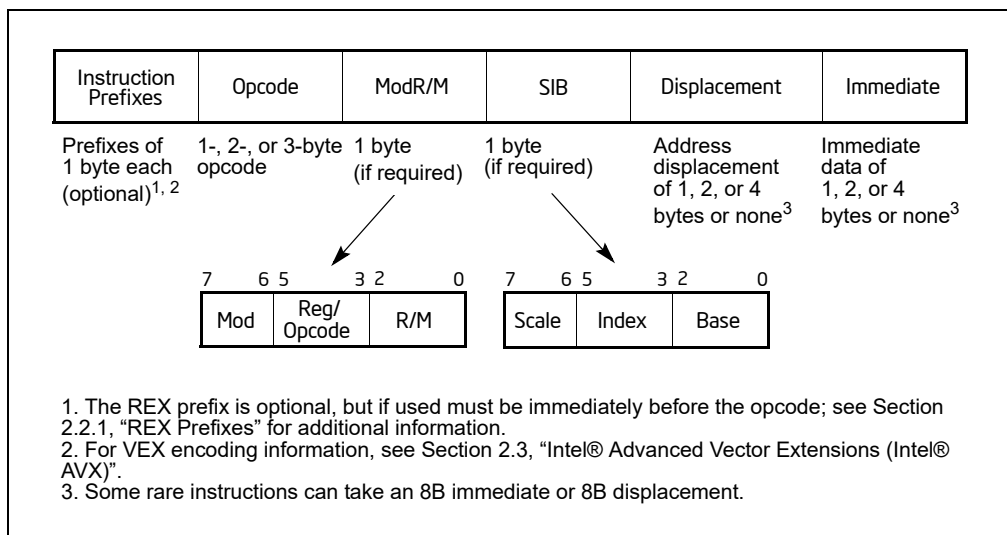 Instruction
Prefixes
Opcode
ModR/M
SIB
Displacement
Immediate
Prefixes of
1 byte each
(optional)1, 2
1-, 2-, or 3-byte
opcode
1 byte
(if required)
1 byte
(if required)
Address
displacement
of 1, 2, or 4
bytes or none3
Immediate
data of
1, 2, or 4
bytes or none3
7 6 5 3 2 0
Mod
Reg/
Opcode
R/M
7 6 5 3 2 0
Scale
Index
Base
1. The REX prefix is optional, but if used must be immediately before the opcode; see Section
2.2.1, “REX Prefixes” for additional information.
2. For VEX encoding information, see Section 2.3, “Intel® Advanced Vector Extensions (Intel®
AVX)”.
3. Some rare instructions can take an 8B immediate or 8B displacement.